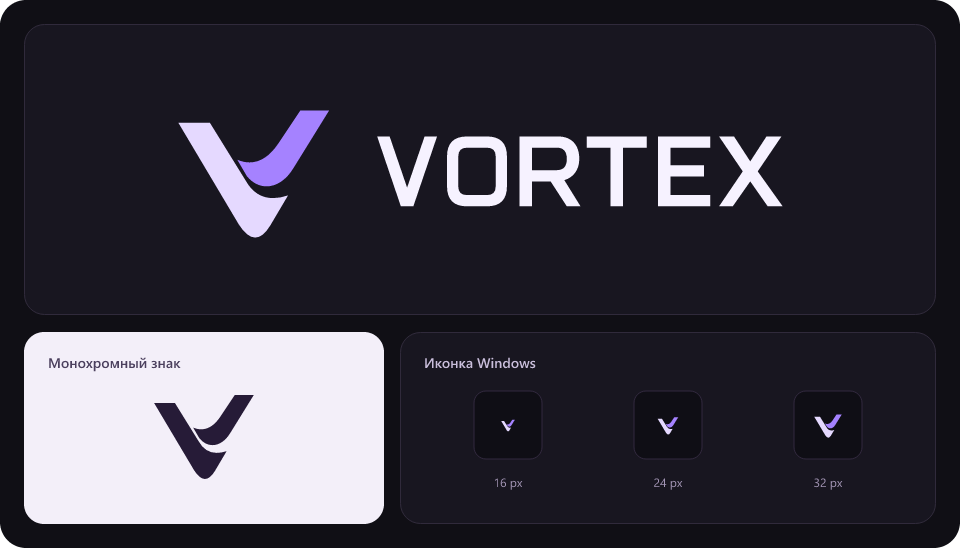 VORTEX
Монохромный знак
Иконка Windows
16 px
24 px
32 px